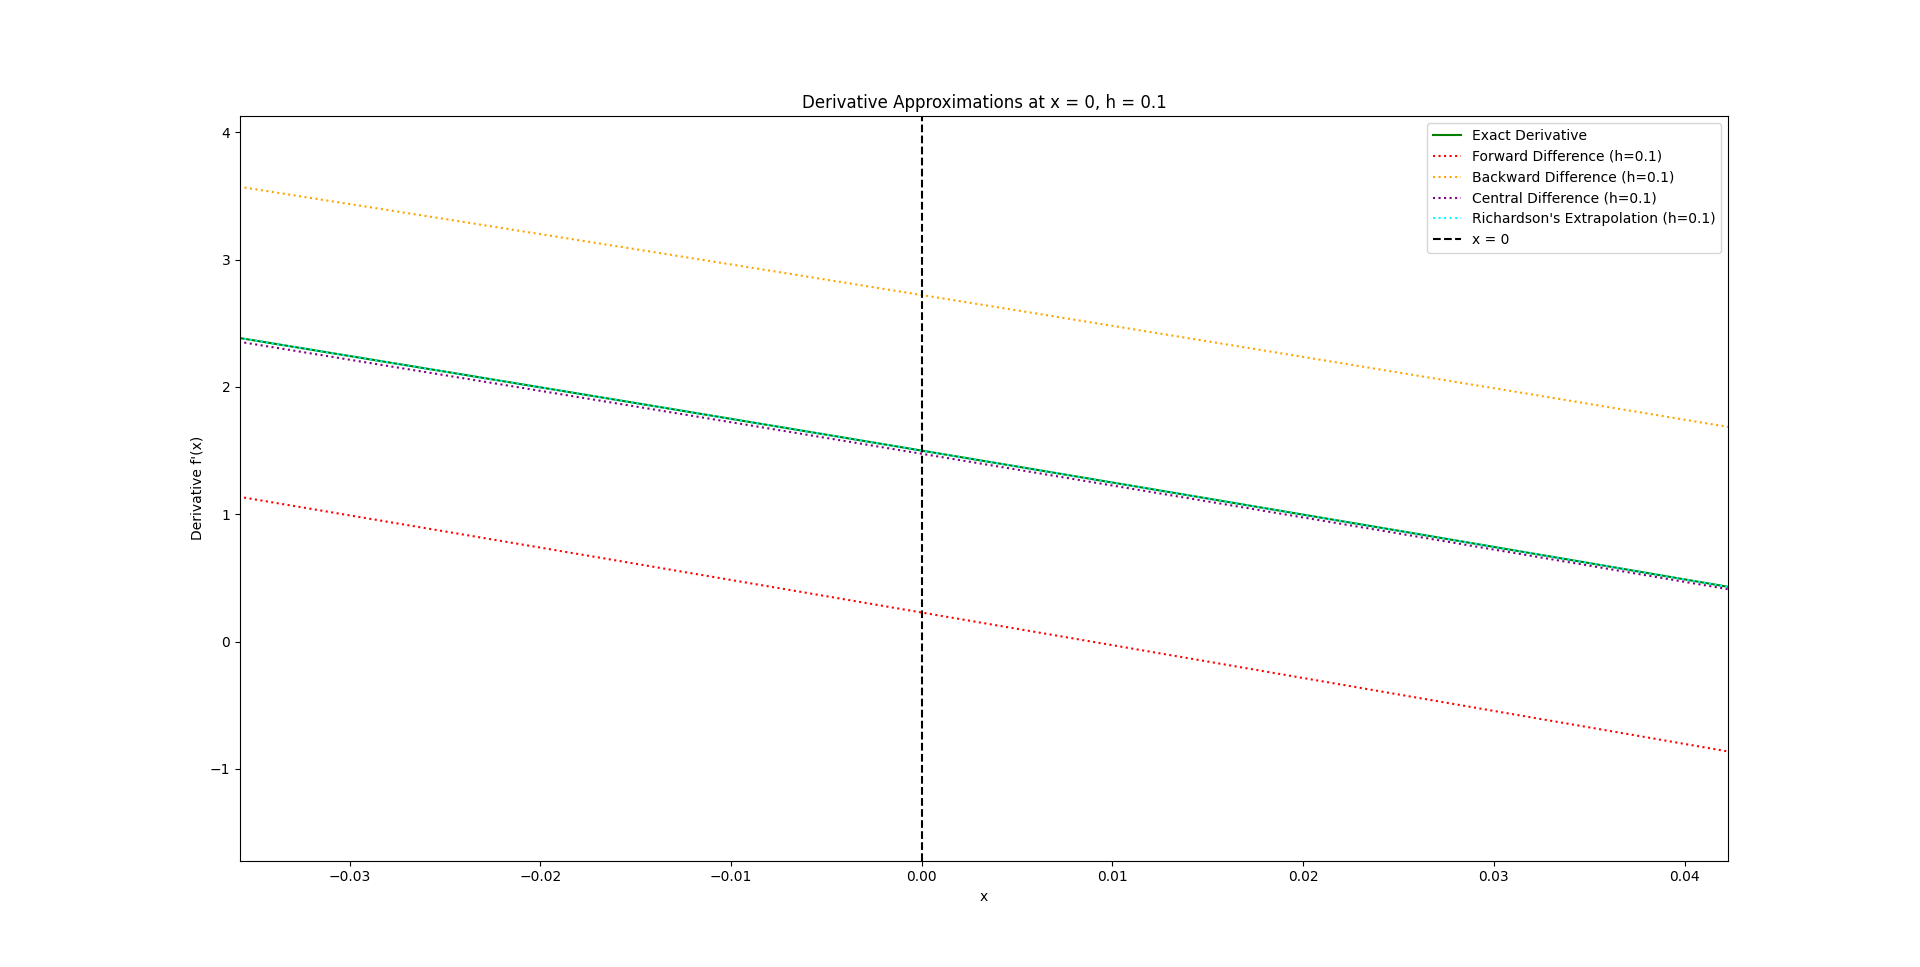 Derivative Approximations at x = 0, h = 0.1
Exact Derivative
Forward Difference (h=0.1)
Backward Difference (h=0.1)
Central Difference (h=0.1)
Richardson's Extrapolation (h=0.1)
x = 0
Derivative f'(x)
4
3
2
1
0
−1
−0.03
−0.02
−0.01
0.00
0.01
0.02
0.03
0.04
x